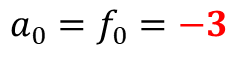 a₀ = f₀ = −3